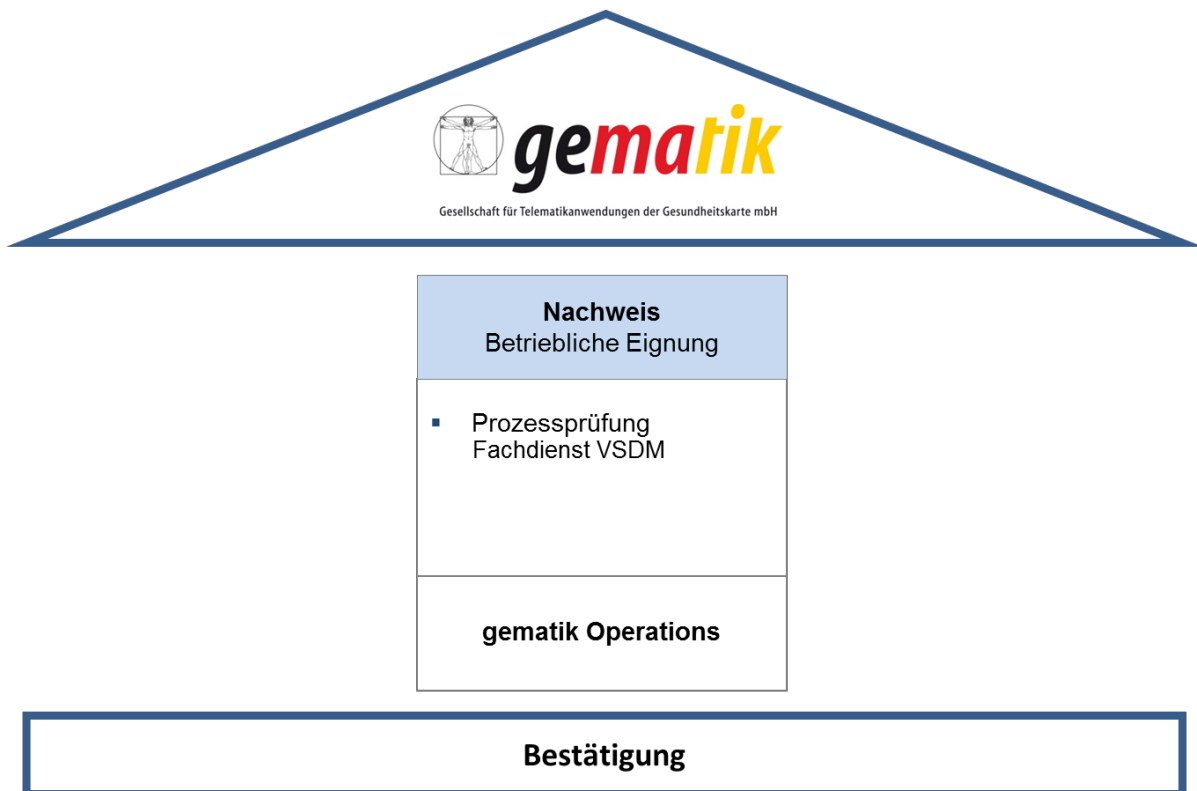 gematik
Gesellschaft für Telematikanwendungen der Gesundheitskarte mbH
Nachweis
Betriebliche Eignung
Prozessprüfung
Fachdienst VSDM
gematik Operations
Bestätigung